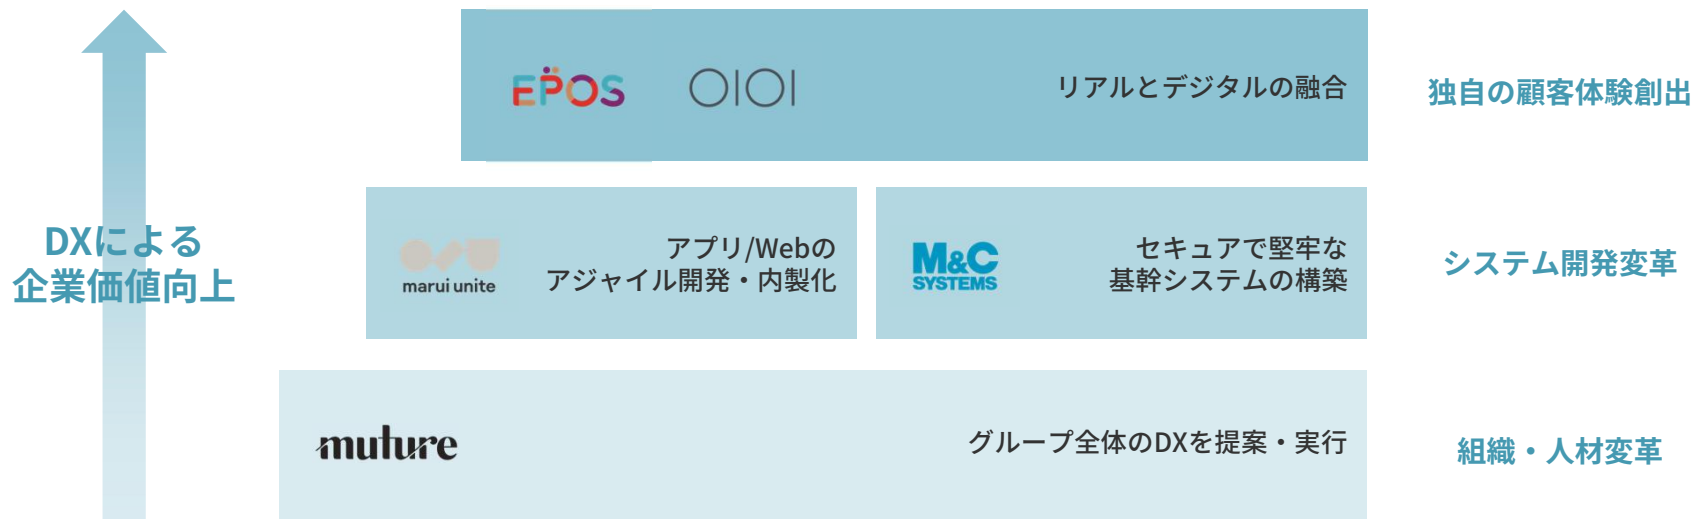 EPOS
OIOI
リアルとデジタルの融合
独自の顧客体験創出
DXによる
企業価値向上
marui unite
アプリ/Webの
アジャイル開発・内製化
M&C
SYSTEMS
セキュアで堅牢な
基幹システムの構築
システム開発変革
muture
グループ全体のDXを提案・実行
組織・人材変革